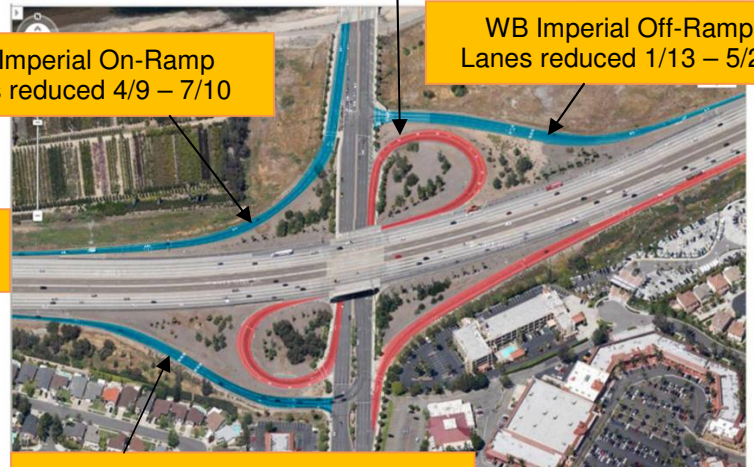 WB Imperial Off-Ramp
Lanes reduced 1/13 – 5/2
Imperial On-Ramp
reduced 4/9 – 7/10